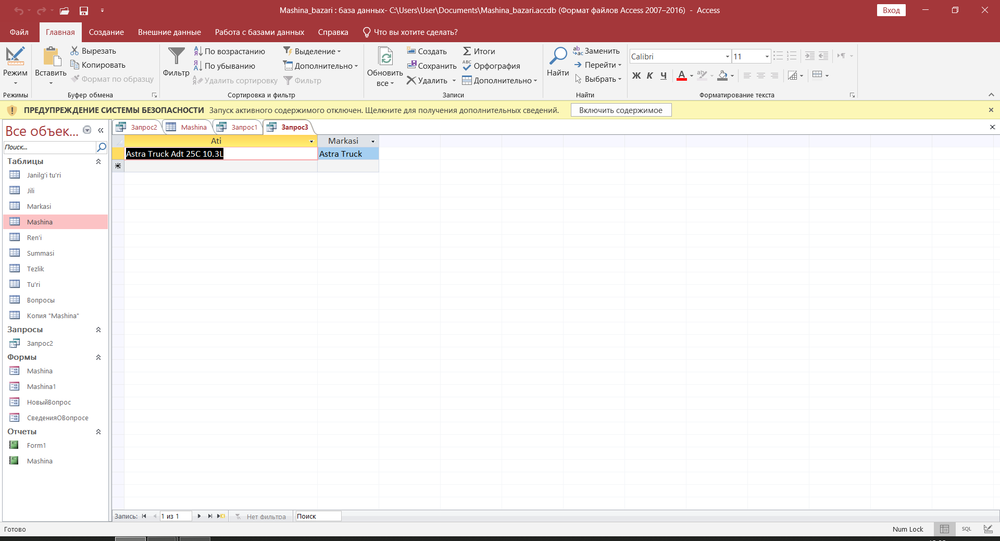 Mashina_bazari : база данных- C:\Users\User\Documents\Mashina_bazari.accdb (Формат файлов Access 2007–2016)  -  Access
Вход
Файл
Главная
Создание
Внешние данные
Работа с базами данных
Справка
Что вы хотите сделать?
Режим
Режимы
Вставить
Вырезать
Копировать
Формат по образцу
Буфер обмена
Фильтр
По возрастанию
По убыванию
Удалить сортировку
Выделение
Дополнительно
Фильтр
Сортировка и фильтр
Обновить
все
Создать
Сохранить
Удалить
Итоги
Орфография
Дополнительно
Записи
Найти
Заменить
Перейти
Выбрать
Найти
Calibri
11
Ж К Ч
Форматирование текста
ПРЕДУПРЕЖДЕНИЕ СИСТЕМЫ БЕЗОПАСНОСТИ Запуск активного содержимого отключен. Щелкните для получения дополнительных сведений.
Включить содержимое
Все объек...
Поиск...
Таблицы
Janilg'i tu'ri
Jili
Markasi
Mashina
Ren'i
Summasi
Tezlik
Tu'ri
Вопросы
Копия "Mashina"
Запросы
Запрос2
Формы
Mashina
Mashina1
НовыйВопрос
СведенияОВопросе
Отчеты
Form1
Mashina
Запрос2
Mashina
Запрос1
Запрос3
Ati
Markasi
Astra Truck Adt 25C 10.3L
Astra Truck
Запись:
1 из 1
Нет фильтра
Поиск
Готово
Num Lock
SQL